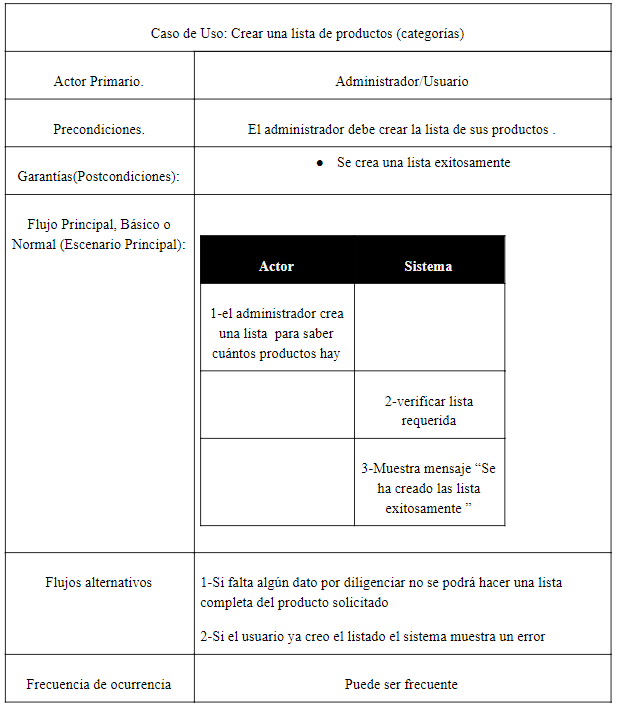 Caso de Uso: Crear una lista de productos (categorías)
Actor Primario.
Administrador/Usuario
Precondiciones.
El administrador debe crear la lista de sus productos .
Garantías(Postcondiciones):
● Se crea una lista exitosamente
Flujo Principal, Básico o
Normal (Escenario Principal):
Actor
Sistema
1-el administrador crea
una lista para saber
cuántos productos hay
2-verificar lista
requerida
3-Muestra mensaje “Se
ha creado las lista
exitosamente ”
Flujos alternativos
1-Si falta algún dato por diligenciar no se podrá hacer una lista
completa del producto solicitado
2-Si el usuario ya creo el listado el sistema muestra un error
Frecuencia de ocurrencia
Puede ser frecuente